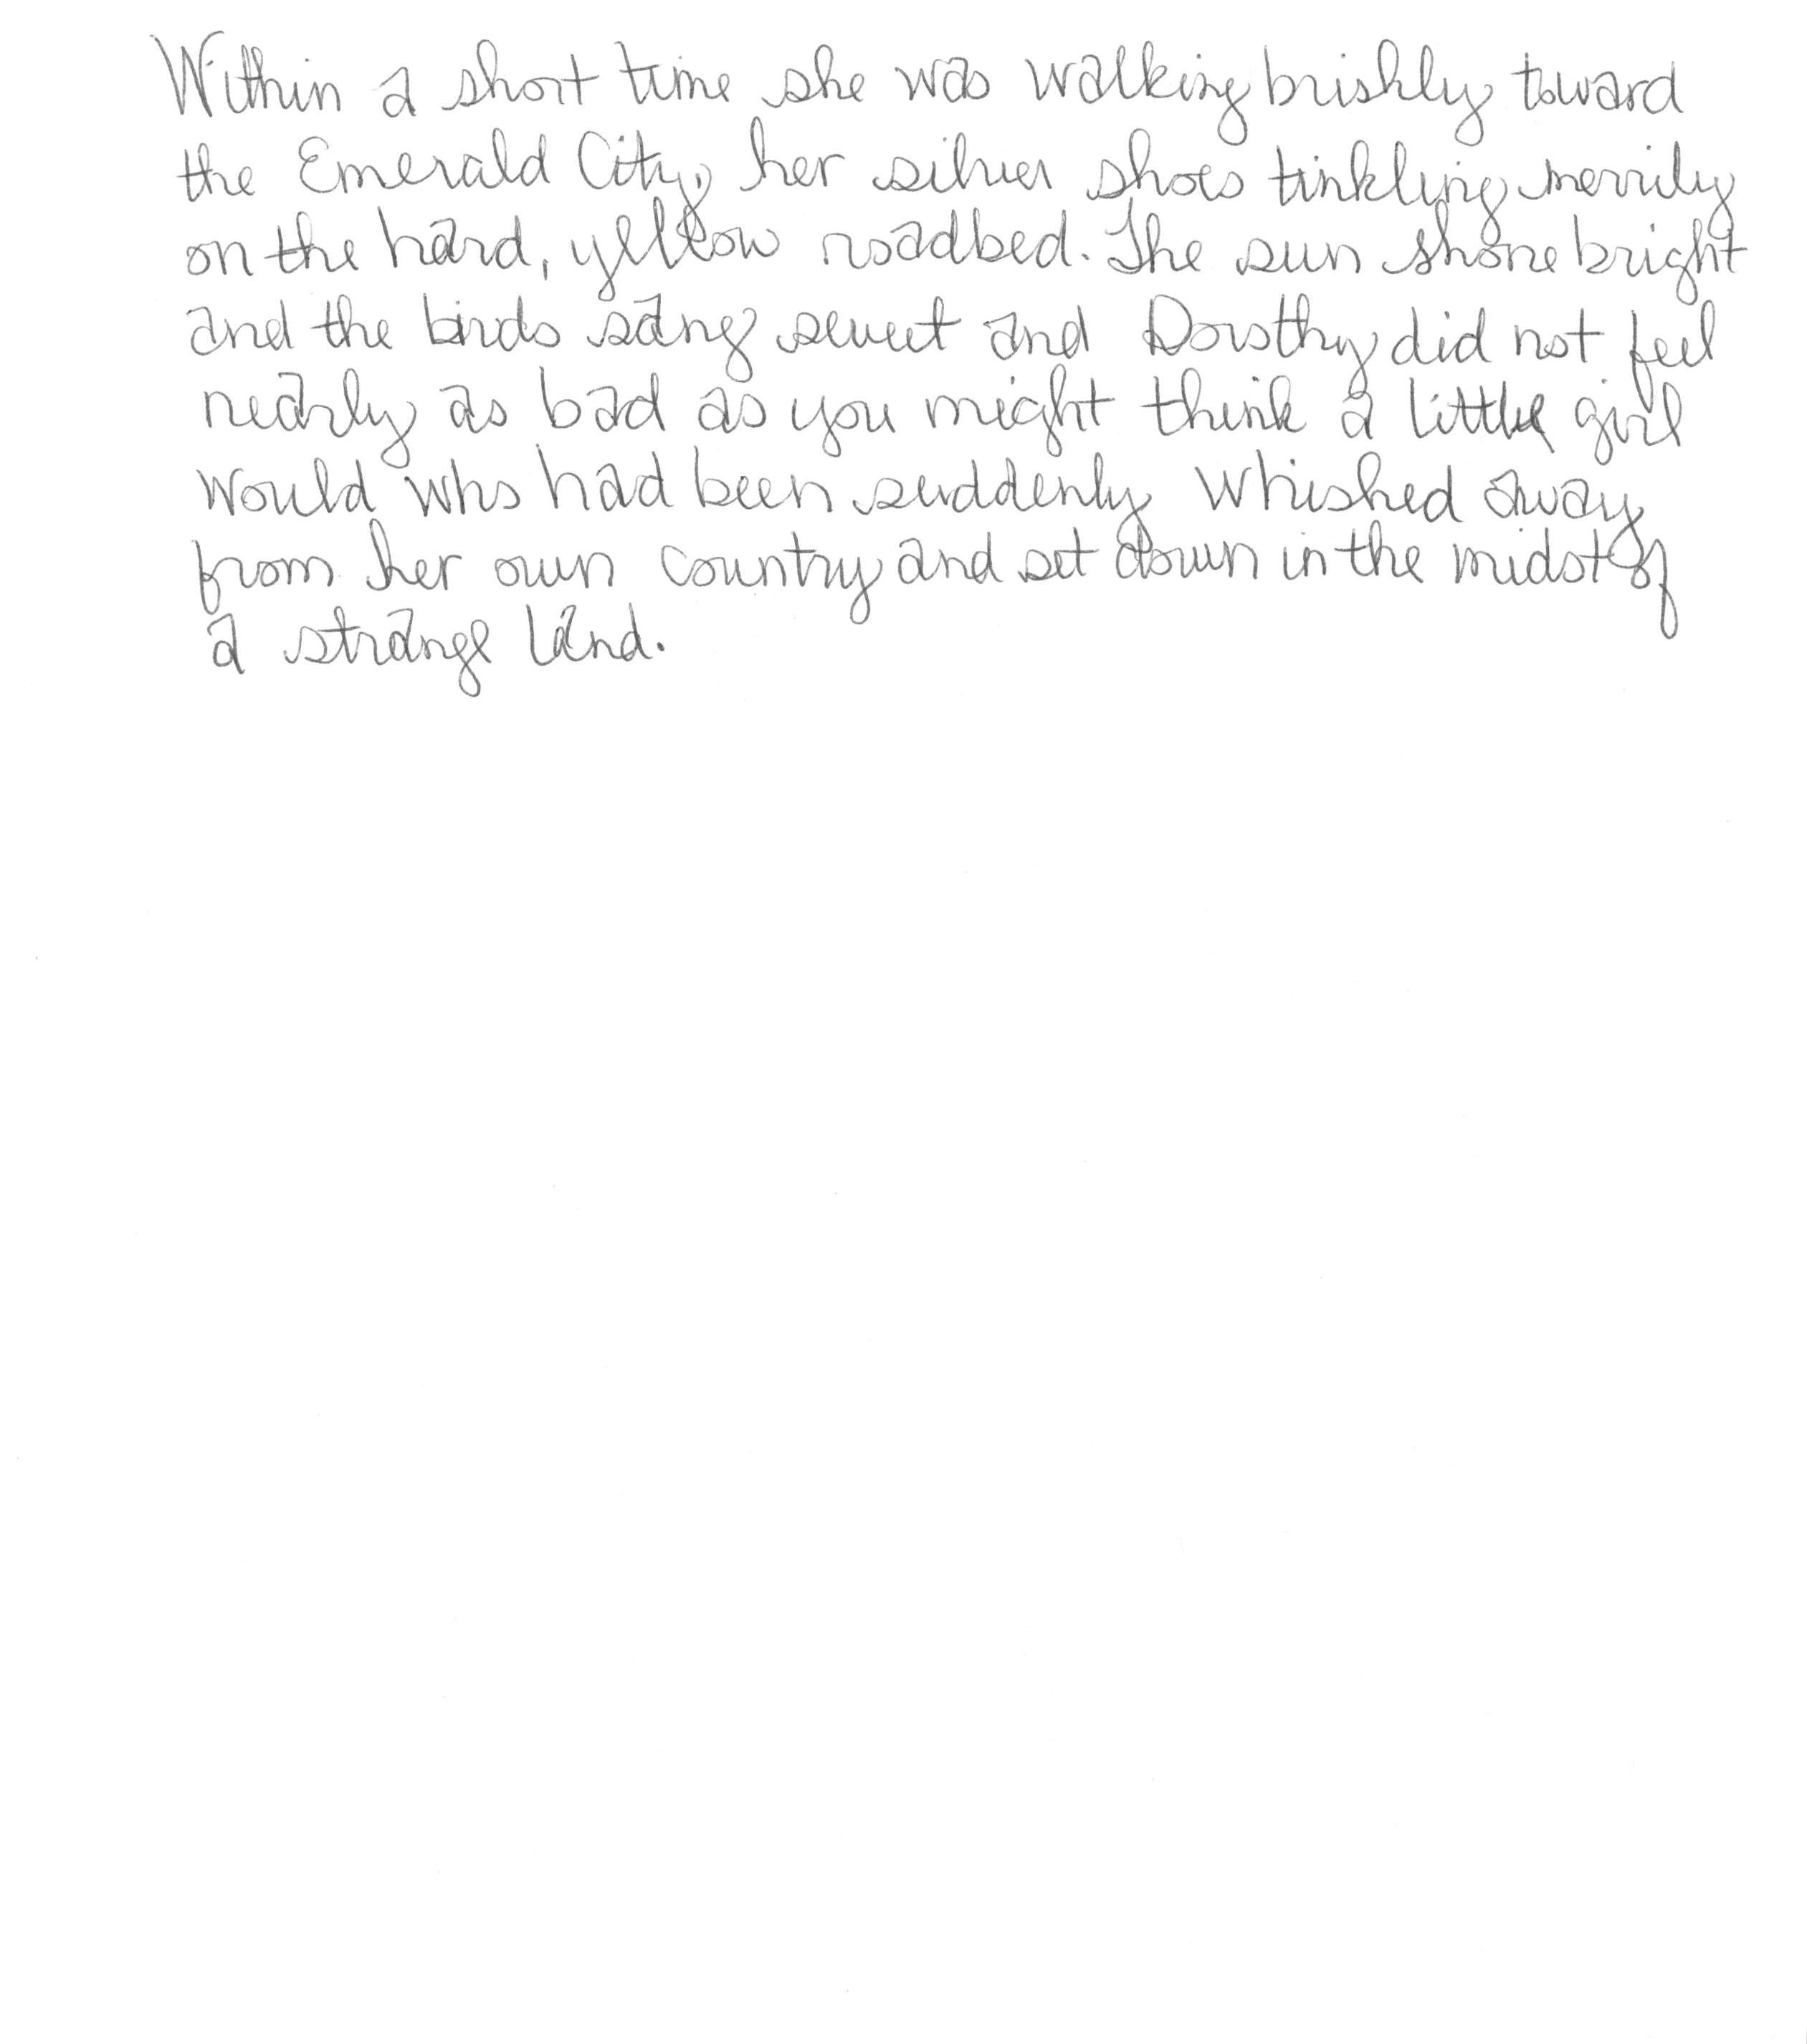 Within a short time she was walking briskly toward
the Emerald City, her silver shoes tinkling merrily
on the hard, yellow roadbed. The sun shone bright
and the birds sang sweet and Dorothy did not feel
nearly as bad as you might think a little girl
would who had been suddenly whisked away
from her own country and set down in the midst of
a strange land.